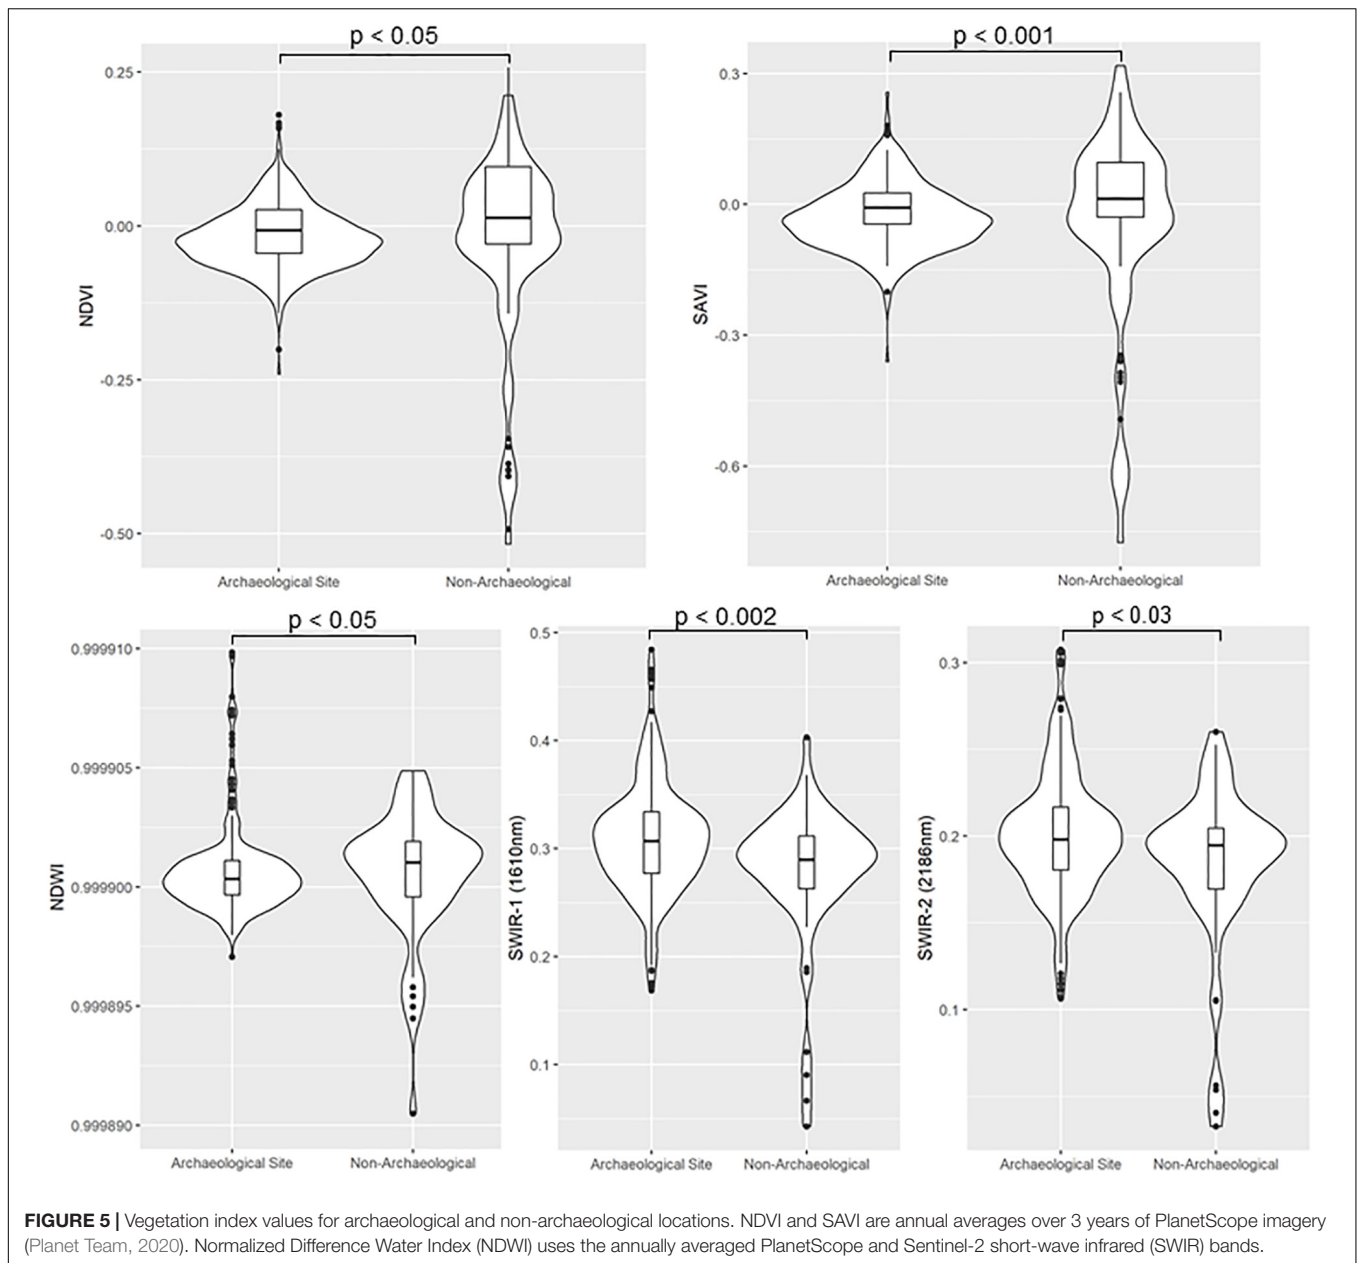 p < 0.05
0.25
0.00
-0.25
-0.50
NDVI
Archaeological Site
Non-Archaeological
p < 0.001
0.3
0.0
-0.3
-0.6
SAVI
Archaeological Site
Non-Archaeological
p < 0.05
0.999910
0.999905
0.999900
0.999895
0.999890
NDWI
Archaeological Site
Non-Archaeological
p < 0.002
0.5
0.4
0.3
0.2
0.1
SWIR-1 (1610nm)
Archaeological Site
Non-Archaeological
p < 0.03
0.3
0.2
0.1
SWIR-2 (2186nm)
Archaeological Site
Non-Archaeological
FIGURE 5 | Vegetation index values for archaeological and non-archaeological locations. NDVI and SAVI are annual averages over 3 years of PlanetScope imagery
(Planet Team, 2020). Normalized Difference Water Index (NDWI) uses the annually averaged PlanetScope and Sentinel-2 short-wave infrared (SWIR) bands.